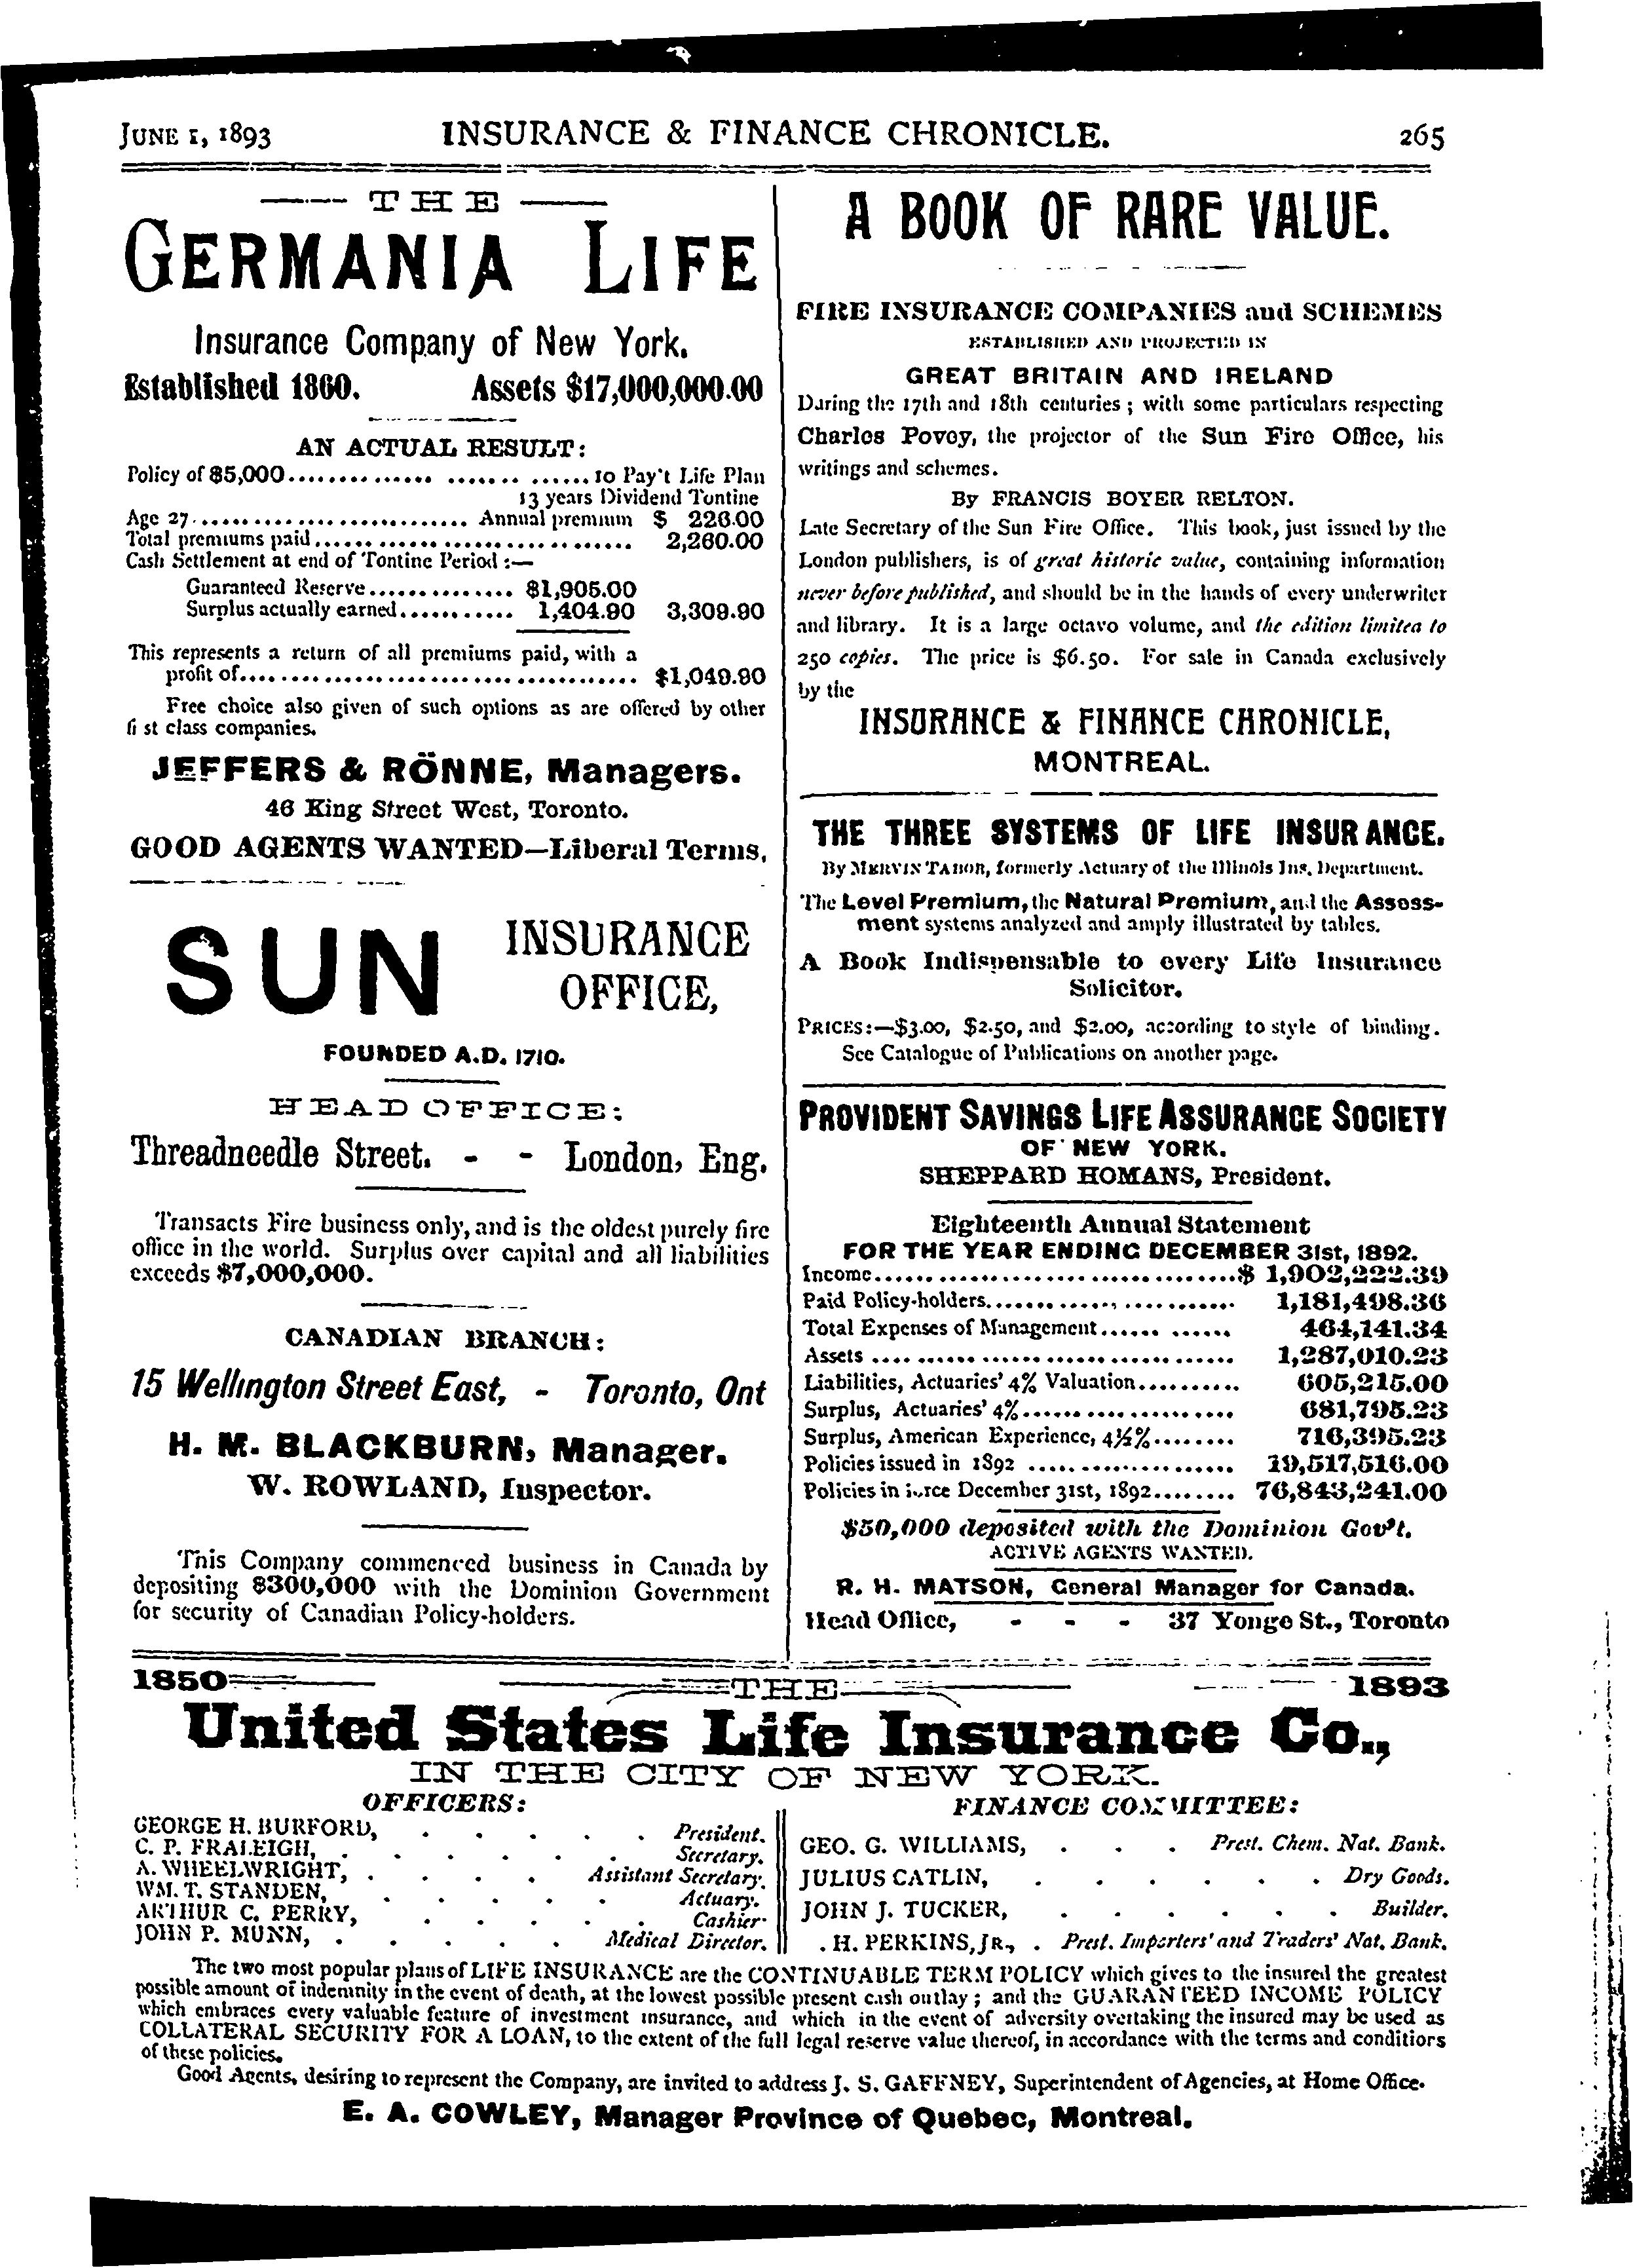 JUNE 1, 1893 INSURANCE & FINANCE CHRONICLE. 265
THE
GERMANIA LIFE
Insurance Company of New York.
Established 1860. Assets $17,000,000.00
AN ACTUAL RESULT:
Policy of $5,000.................... 10 Pay't Life Plan
13 years Dividend Tontine
Age 27........................... Annual premium $ 226.00
Total premiums paid................................ 2,260.00
Cash Settlement at end of Tontine Period :—
Guaranteed Reserve.............. $1,905.00
Surplus actually earned........... 1,404.90 3,309.90
This represents a return of all premiums paid, with a
profit of....................................... $1,049.90
Free choice also given of such options as are offered by other
fi st class companies.
JEFFERS & RÖNNE, Managers.
46 King Street West, Toronto.
GOOD AGENTS WANTED—Liberal Terms,
SUN INSURANCE
OFFICE,
FOUNDED A.D. 1710.
HEAD OFFICE:
Threadneedle Street. - - London, Eng.
Transacts Fire business only, and is the oldest purely fire
office in the world. Surplus over capital and all liabilities
exceeds $7,000,000.
CANADIAN BRANCH:
15 Wellington Street East, - Toronto, Ont
H. M. BLACKBURN, Manager.
W. ROWLAND, Inspector.
This Company commenced business in Canada by
depositing $300,000 with the Dominion Government
for security of Canadian Policy-holders.
A BOOK OF RARE VALUE.
FIRE INSURANCE COMPANIES and SCHEMES
ESTABLISHED AND PROJECTED IN
GREAT BRITAIN AND IRELAND
During the 17th and 18th centuries ; with some particulars respecting
Charles Povoy, the projector of the Sun Fire Office, his
writings and schemes.
By FRANCIS BOYER RELTON.
Late Secretary of the Sun Fire Office. This book, just issued by the
London publishers, is of great historic value, containing information
never before published, and should be in the hands of every underwriter
and library. It is a large octavo volume, and the edition limited to
250 copies. The price is $6.50. For sale in Canada exclusively
by the
INSURANCE & FINANCE CHRONICLE,
MONTREAL.
THE THREE SYSTEMS OF LIFE INSURANCE.
By MERVIN TABOR, formerly Actuary of the Illinois Ins. Department.
The Level Premium, the Natural Premium, and the Assess-
ment systems analyzed and amply illustrated by tables.
A Book Indispensable to every Life Insurance
Solicitor.
PRICES:—$3.00, $2.50, and $2.00, according to style of binding.
See Catalogue of Publications on another page.
PROVIDENT SAVINGS LIFE ASSURANCE SOCIETY
OF NEW YORK.
SHEPPARD HOMANS, President.
Eighteenth Annual Statement
FOR THE YEAR ENDING DECEMBER 31st, 1892.
Income....................................$ 1,902,222.39
Paid Policy-holders........................ 1,181,498.36
Total Expenses of Management............ 464,141.34
Assets .................................... 1,287,010.23
Liabilities, Actuaries' 4% Valuation.......... 605,215.00
Surplus, Actuaries' 4%..................... 681,795.23
Surplus, American Experience, 4½%........ 716,395.23
Policies issued in 1892 .................... 19,517,516.00
Policies in force December 31st, 1892........ 76,843,241.00
$50,000 deposited with the Dominion Gov't.
ACTIVE AGENTS WANTED.
R. H. MATSON, General Manager for Canada.
Head Office, - - - 37 Yonge St., Toronto
1850 THE 1893
United States Life Insurance Co.,
IN THE CITY OF NEW YORK.
OFFICERS:
GEORGE H. BURFORD, . . . . . President.
C. P. FRALEIGH, . . . . . Secretary.
A. WHEELWRIGHT, . . . . Assistant Secretary.
WM. T. STANDEN, . . . . . Actuary.
ARTHUR C. PERRY, . . . . . Cashier
JOHN P. MUNN, . . . . . Medical Director.
FINANCE COMMITTEE:
GEO. G. WILLIAMS, . . . Prest. Chem. Nat. Bank.
JULIUS CATLIN, . . . . . . Dry Goods.
JOHN J. TUCKER, . . . . . . Builder.
. H. PERKINS, JR., . Prest. Importers' and Traders' Nat. Bank.
The two most popular plans of LIFE INSURANCE are the CONTINUABLE TERM POLICY which gives to the insured the greatest
possible amount of indemnity in the event of death, at the lowest possible present cash outlay ; and the GUARANTEED INCOME POLICY
which embraces every valuable feature of investment insurance, and which in the event of adversity overtaking the insured may be used as
COLLATERAL SECURITY FOR A LOAN, to the extent of the full legal reserve value thereof, in accordance with the terms and conditions
of these policies.
Good Agents, desiring to represent the Company, are invited to address J. S. GAFFNEY, Superintendent of Agencies, at Home Office.
E. A. COWLEY, Manager Province of Quebec, Montreal.